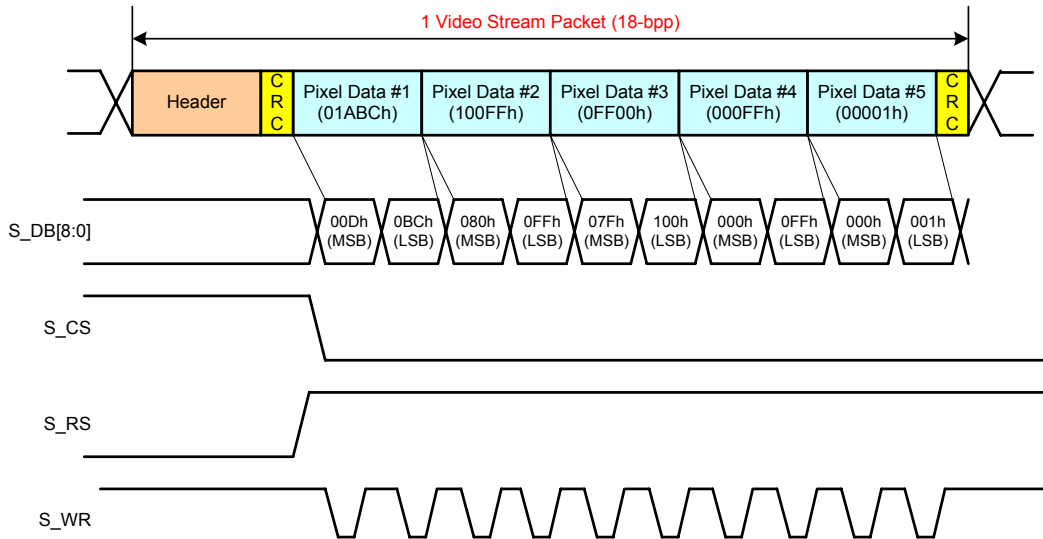 1 Video Stream Packet (18-bpp)
Header
C
R
C
Pixel Data #1
(01ABCh)
Pixel Data #2
(100FFh)
Pixel Data #3
(0FF00h)
Pixel Data #4
(000FFh)
Pixel Data #5
(00001h)
C
R
C
S_DB[8:0]
00Dh
(MSB)
0BCh
(LSB)
080h
(MSB)
0FFh
(LSB)
07Fh
(MSB)
100h
(LSB)
000h
(MSB)
0FFh
(LSB)
000h
(MSB)
001h
(LSB)
S_CS
S_RS
S_WR